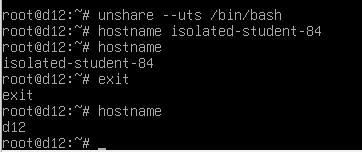 root@d12:~# unshare --uts /bin/bash
root@d12:~# hostname isolated-student-84
root@d12:~# hostname
isolated-student-84
root@d12:~# exit
exit
root@d12:~# hostname
d12
root@d12:~# _